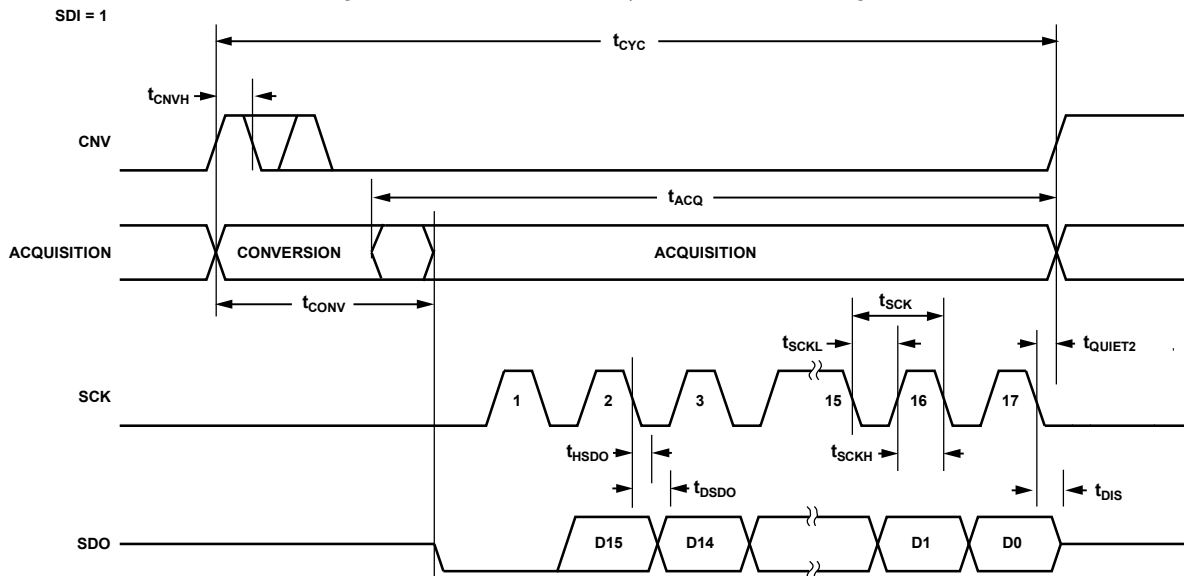 SDI = 1
tCYC
tCNVH
CNV
tACQ
ACQUISITION CONVERSION ACQUISITION
tCONV
tSCK
tSCKL
tQUIET2
SCK 1 2 3 15 16 17
tHSDO
tSCKH
tDSDO
tDIS
SDO D15 D14 D1 D0